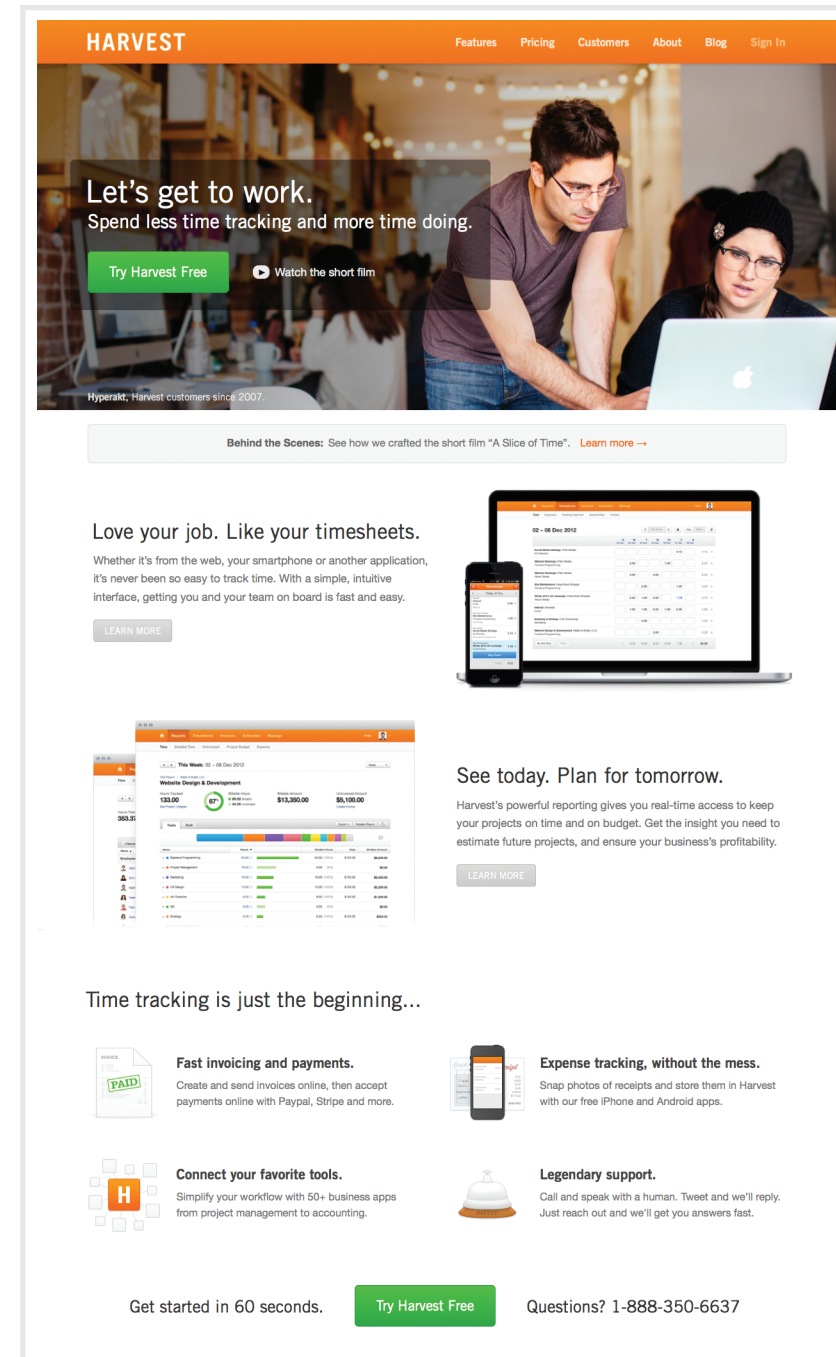 HARVEST
Features Pricing Customers About Blog Sign In
Let's get to work.
Spend less time tracking and more time doing.
Try Harvest Free
Watch the short film
Hyperakt, Harvest customers since 2007.
Behind the Scenes: See how we crafted the short film “A Slice of Time”. Learn more →
Love your job. Like your timesheets.
Whether it's from the web, your smartphone or another application,
it's never been so easy to track time. With a simple, intuitive
interface, getting you and your team on board is fast and easy.
LEARN MORE
02 – 08 Dec 2012
This Week: 02 – 08 Dec 2012
Website Design & Development
Hours Tracked
133.00
67%
Billable Amount
$13,350.00
Uninvoiced Amount
$5,100.00
Tasks Staff
See today. Plan for tomorrow.
Harvest's powerful reporting gives you real-time access to keep
your projects on time and on budget. Get the insight you need to
estimate future projects, and ensure your business's profitability.
LEARN MORE
Time tracking is just the beginning...
PAID
Fast invoicing and payments.
Create and send invoices online, then accept
payments online with Paypal, Stripe and more.
Expense tracking, without the mess.
Snap photos of receipts and store them in Harvest
with our free iPhone and Android apps.
H
Connect your favorite tools.
Simplify your workflow with 50+ business apps
from project management to accounting.
HARVEST
Legendary support.
Call and speak with a human. Tweet and we'll reply.
Just reach out and we'll get you answers fast.
Get started in 60 seconds.
Try Harvest Free
Questions? 1-888-350-6637